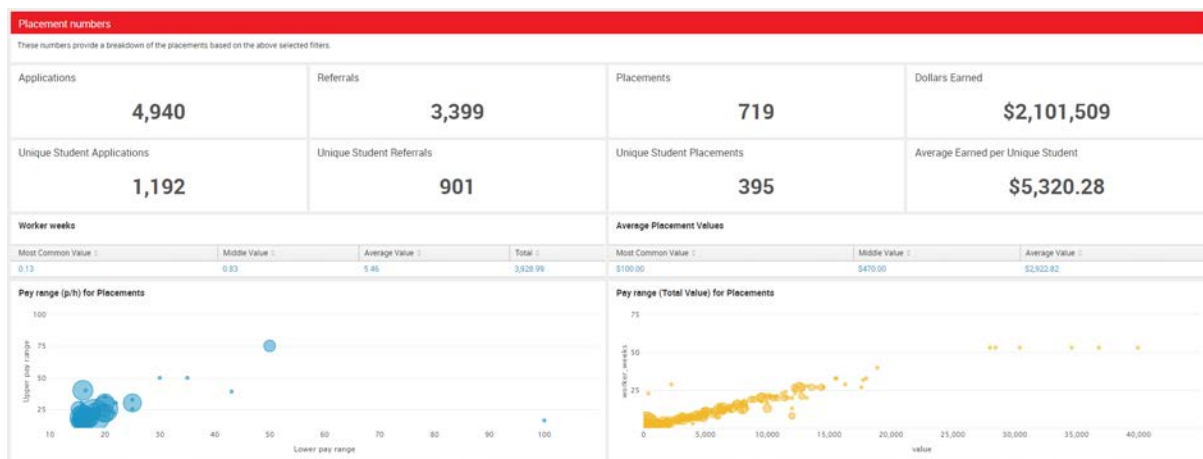 Placement numbers
These numbers provide a breakdown of the placements based on the above selected filters.
Applications
4,940
Referrals
3,399
Placements
719
Dollars Earned
$2,101,509
Unique Student Applications
1,192
Unique Student Referrals
901
Unique Student Placements
395
Average Earned per Unique Student
$5,320.28
Worker weeks
Most Common Value Middle Value Average Value Total
0.13 0.83 5.46 3,928.99
Average Placement Values
Most Common Value Middle Value Average Value
$100.00 $470.00 $2,922.82
Pay range (p/h) for Placements
Upper pay range
100
75
50
25
10 20 30 40 50 60 70 80 90 100
Lower pay range
Pay range (Total Value) for Placements
worker_weeks
75
50
25
0 5,000 10,000 15,000 20,000 25,000 30,000 35,000 40,000
value